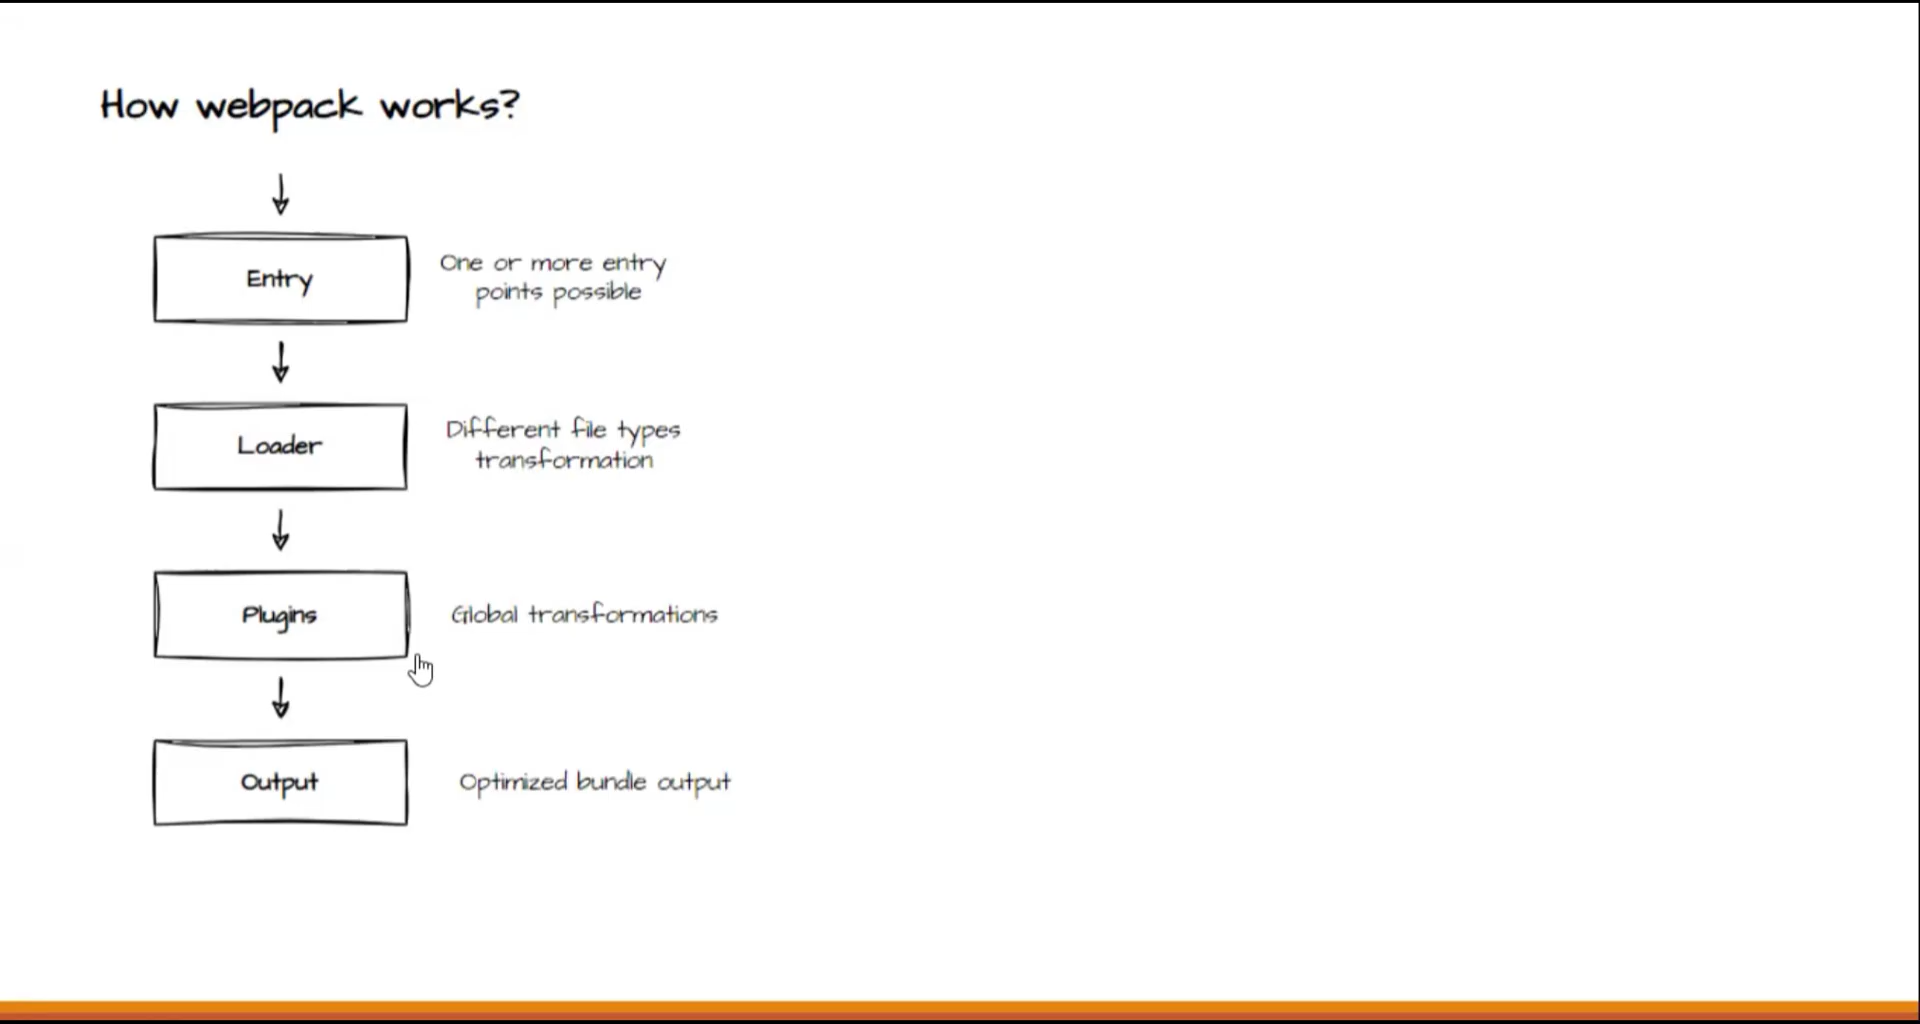 How webpack works?
Entry
One or more entry
points possible
Loader
Different file types
transformation
Plugins
Global transformations
Output
Optimized bundle output